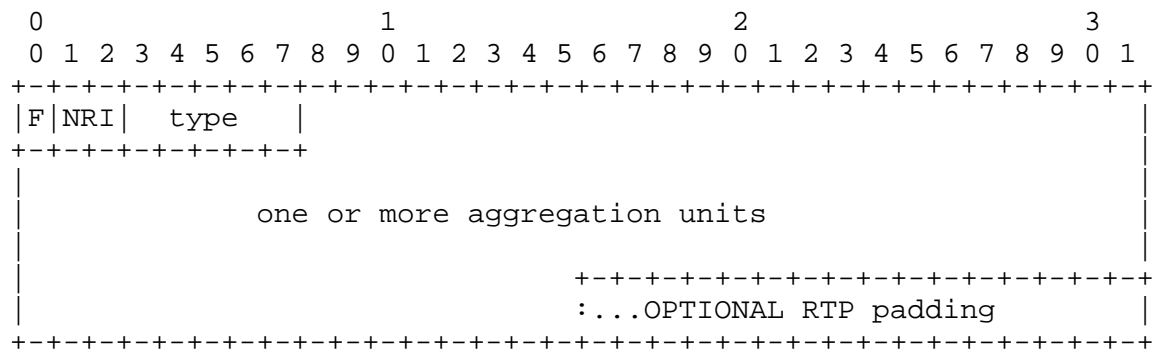 0                   1                   2                   3
 0 1 2 3 4 5 6 7 8 9 0 1 2 3 4 5 6 7 8 9 0 1 2 3 4 5 6 7 8 9 0 1
+-+-+-+-+-+-+-+-+-+-+-+-+-+-+-+-+-+-+-+-+-+-+-+-+-+-+-+-+-+-+-+-+
|F|NRI|  type   |                                               |
+-+-+-+-+-+-+-+-+                                               |
|                                                               |
|             one or more aggregation units                     |
|                                                               |
|                               +-+-+-+-+-+-+-+-+-+-+-+-+-+-+-+-+
|                               :...OPTIONAL RTP padding        |
+-+-+-+-+-+-+-+-+-+-+-+-+-+-+-+-+-+-+-+-+-+-+-+-+-+-+-+-+-+-+-+-+